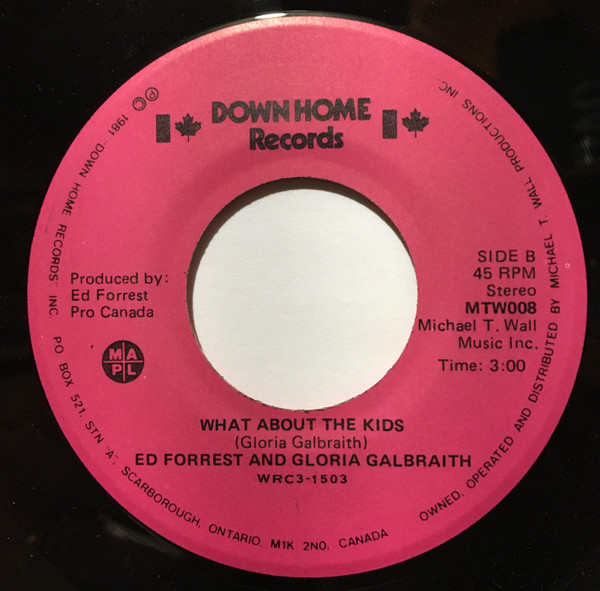 DOWN HOME
Records
Produced by:
Ed Forrest
Pro Canada
MA
PL
SIDE B
45 RPM
Stereo
MTW008
Michael T. Wall
Music Inc.
Time: 3:00
WHAT ABOUT THE KIDS
(Gloria Galbraith)
ED FORREST AND GLORIA GALBRAITH
WRC3-1503
Ⓟ© 1981 "DOWN HOME RECORDS" INC. PO BOX 521, STN "A", SCARBOROUGH, ONTARIO, M1K 2N0, CANADA
OWNED, OPERATED AND DISTRIBUTED BY MICHAEL T. WALL PRODUCTIONS INC.